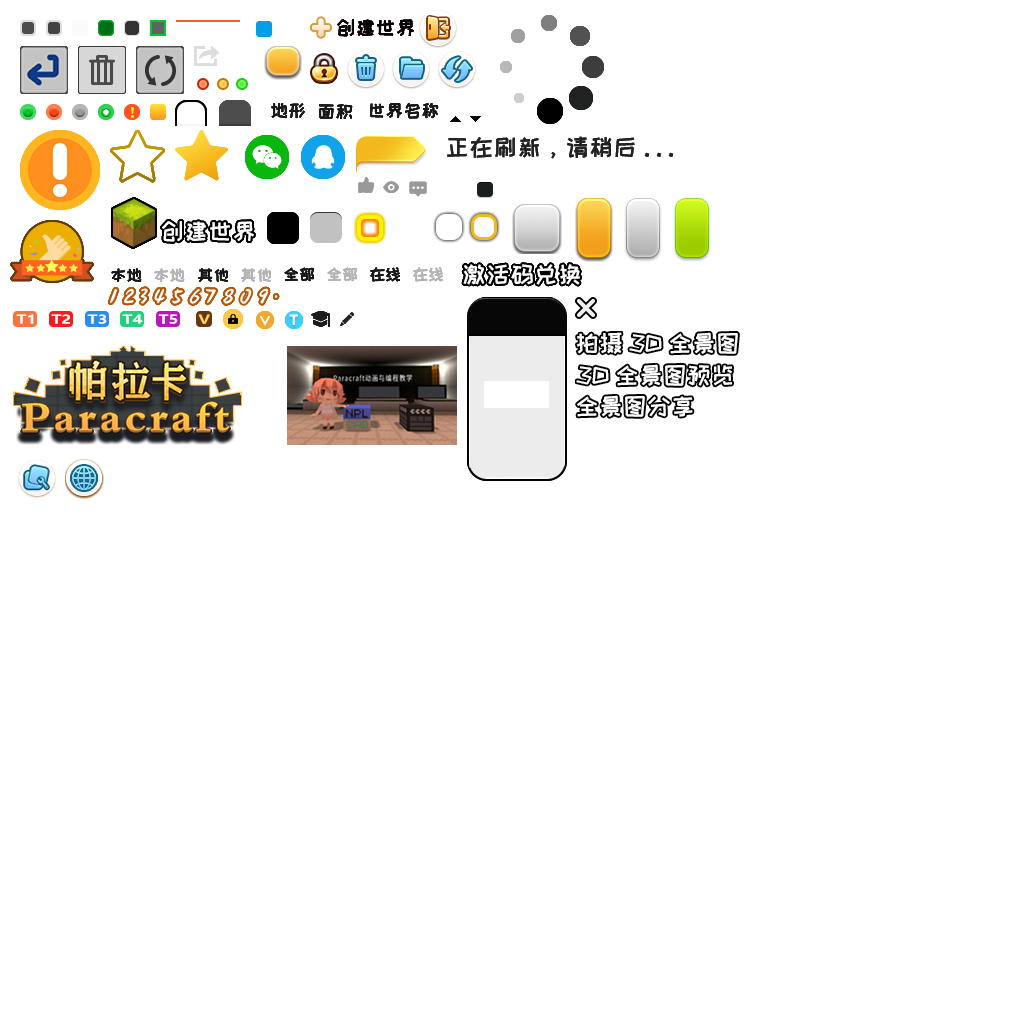 创建世界
地形 面积 世界名称
正在刷新，请稍后...
创建世界
本地 本地 其他 其他 全部 全部 在线 在线
激活码兑换
1234567890.
T1 T2 T3 T4 T5 V V T
拍摄 3D 全景图
3D 全景图预览
全景图分享
帕拉卡
Paracraft
Paracraft动画与编程教学
NPL